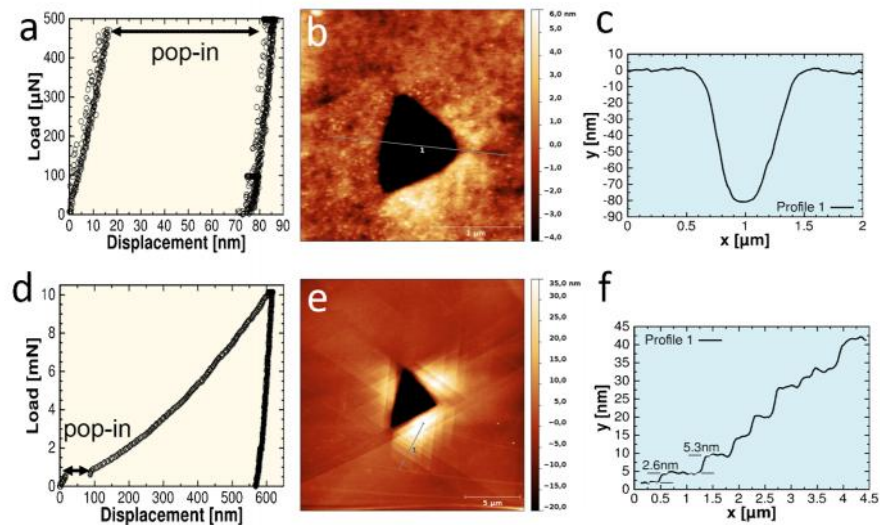 a
500
400
300
200
100
0
Load [µN]
pop-in
0 10 20 30 40 50 60 70 80 90
Displacement [nm]
b
1
1 µm
6,0 nm
5,0
4,0
3,0
2,0
1,0
0,0
-1,0
-2,0
-4,0
c
10
0
-10
-20
-30
-40
-50
-60
-70
-80
-90
y [nm]
Profile 1
0 0.5 1 1.5 2
x [µm]
d
10
8
6
4
2
0
Load [mN]
pop-in
0 100 200 300 400 500 600
Displacement [nm]
e
1
5 µm
35,0 nm
30,0
25,0
20,0
15,0
10,0
5,0
0,0
-5,0
-10,0
-20,0
f
45
40
35
30
25
20
15
10
5
0
y [nm]
Profile 1
5.3nm
2.6nm
0 0.5 1 1.5 2 2.5 3 3.5 4 4.5
x [µm]